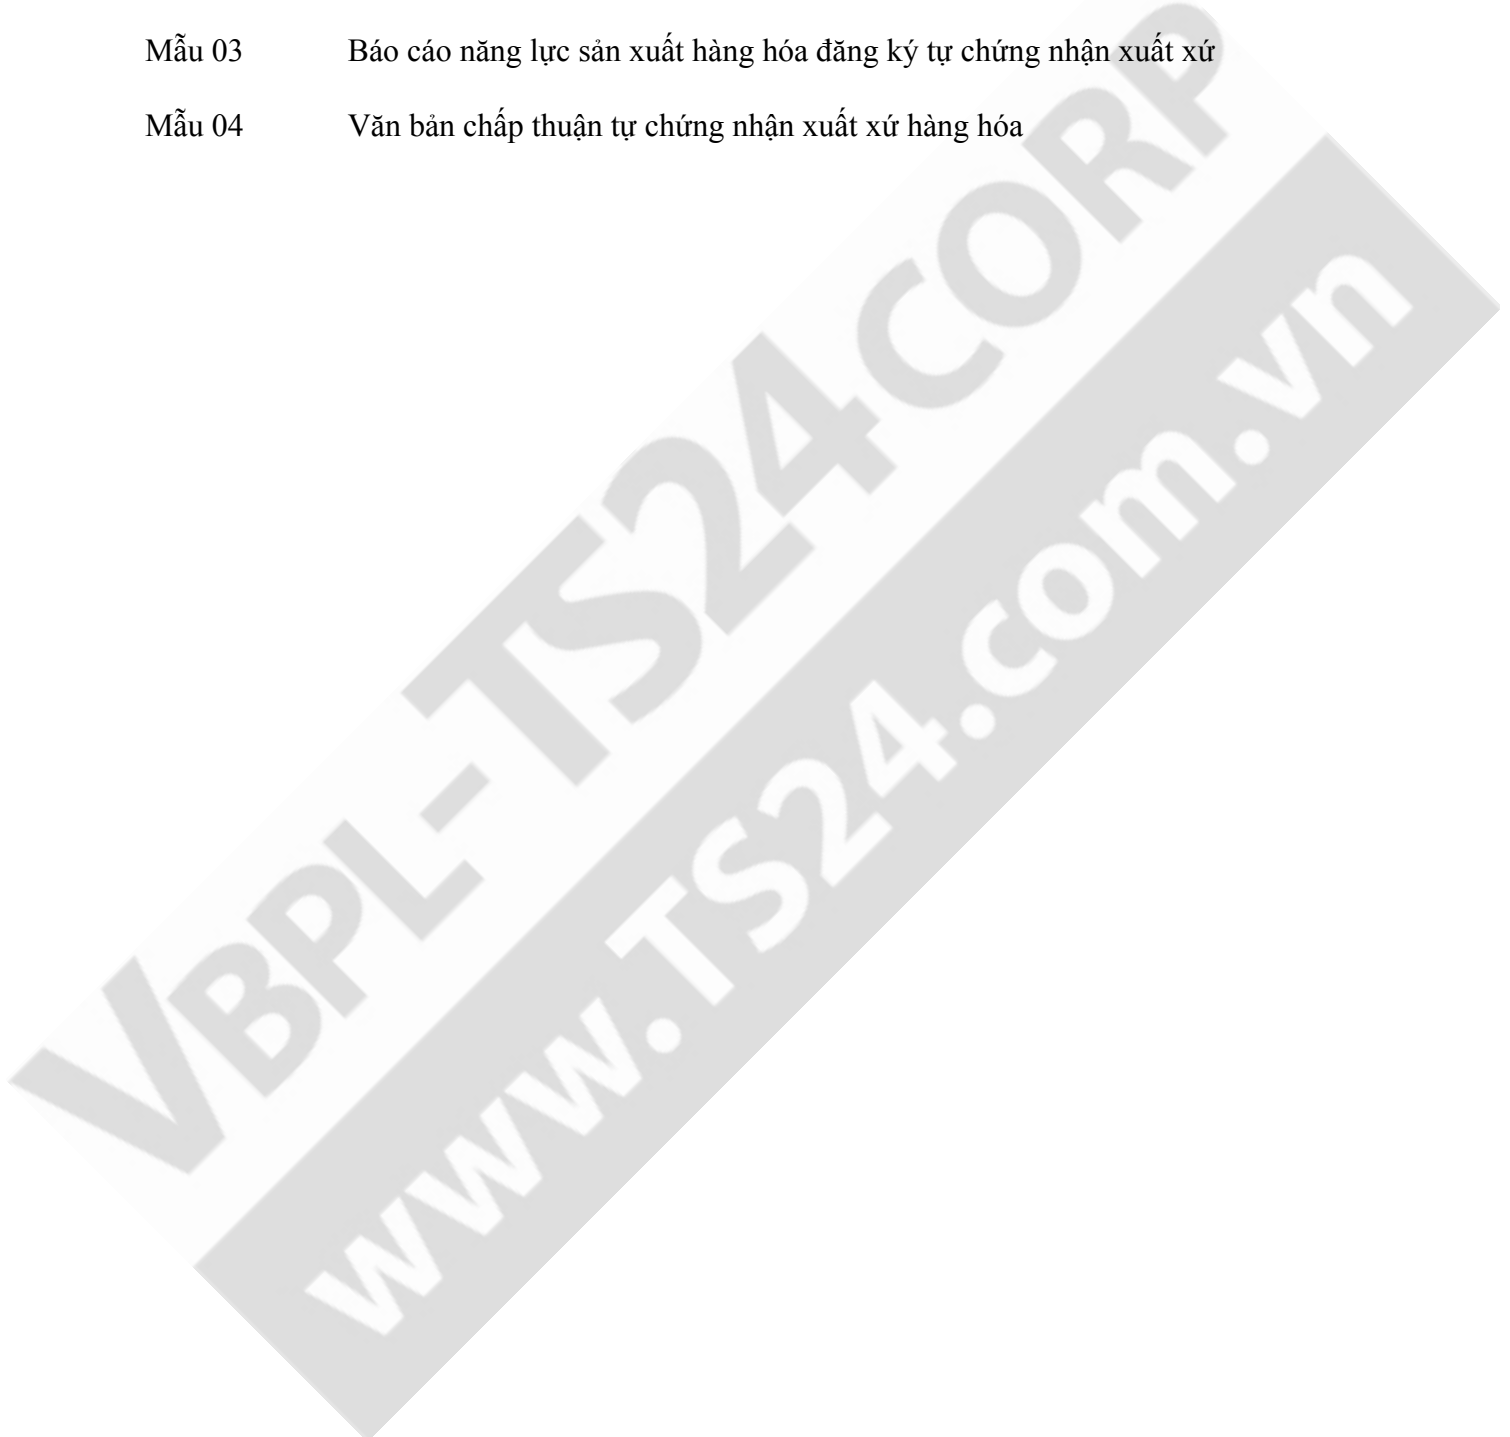 Mẫu 03 Báo cáo năng lực sản xuất hàng hóa đăng ký tự chứng nhận xuất xứ
Mẫu 04 Văn bản chấp thuận tự chứng nhận xuất xứ hàng hóa
VBPL-TS24CORP
www.TS24.com.vn